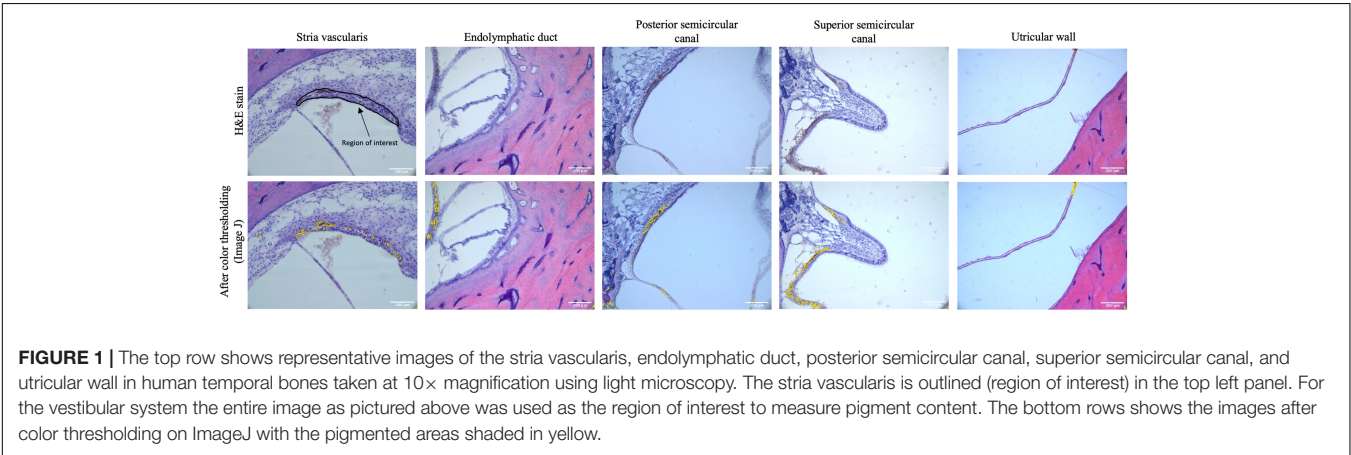 Stria vascularis
Endolymphatic duct
Posterior semicircular
canal
Superior semicircular
canal
Utricular wall
H&E stain
Region of interest
After color thresholding
(Image J)
FIGURE 1 | The top row shows representative images of the stria vascularis, endolymphatic duct, posterior semicircular canal, superior semicircular canal, and
utricular wall in human temporal bones taken at 10× magnification using light microscopy. The stria vascularis is outlined (region of interest) in the top left panel. For
the vestibular system the entire image as pictured above was used as the region of interest to measure pigment content. The bottom rows shows the images after
color thresholding on ImageJ with the pigmented areas shaded in yellow.